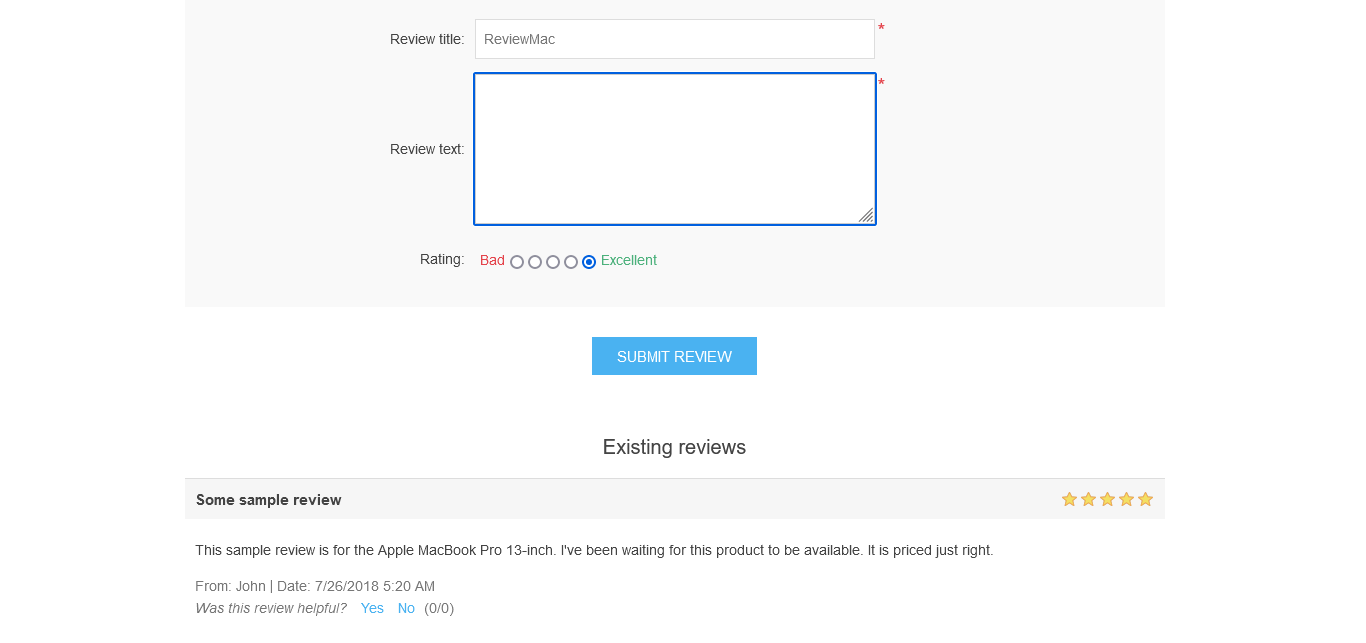 Review title: ReviewMac *
Review text: *
Rating: Bad Excellent
SUBMIT REVIEW
Existing reviews
Some sample review
This sample review is for the Apple MacBook Pro 13-inch. I've been waiting for this product to be available. It is priced just right.
From: John | Date: 7/26/2018 5:20 AM
Was this review helpful? Yes No (0/0)